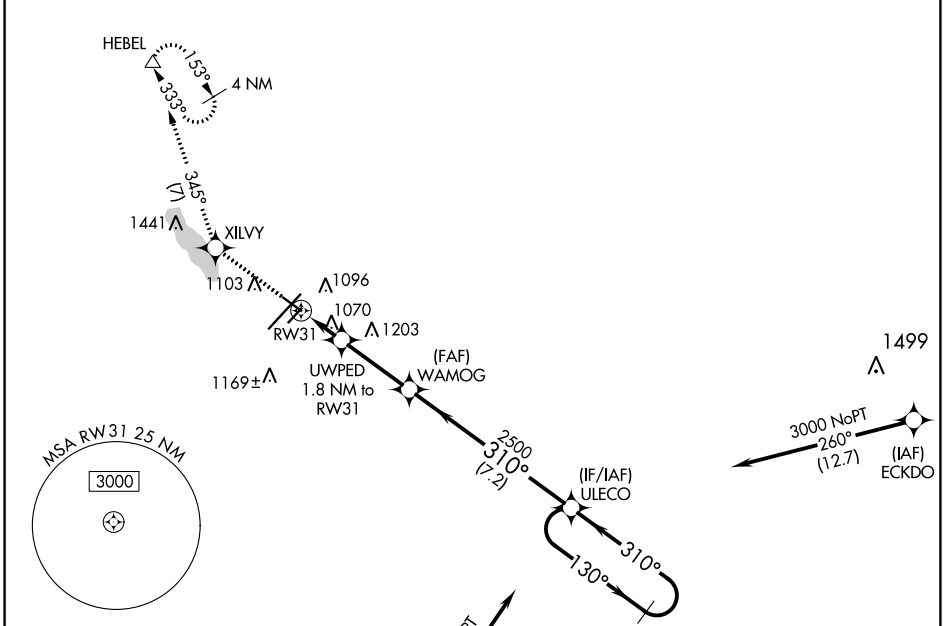 HEBEL
153°
4 NM
333°
345°
(7)
1441
XILVY
1103
1096
1070
RW31
1203
UWPED
1.8 NM to
RW31
(FAF)
WAMOG
1169±
1499
3000 NoPT
260°
(12.7)
(IAF)
ECKDO
MSA RW31 25 NM
3000
2500
310°
(7.2)
(IF/IAF)
ULECO
310°
130°